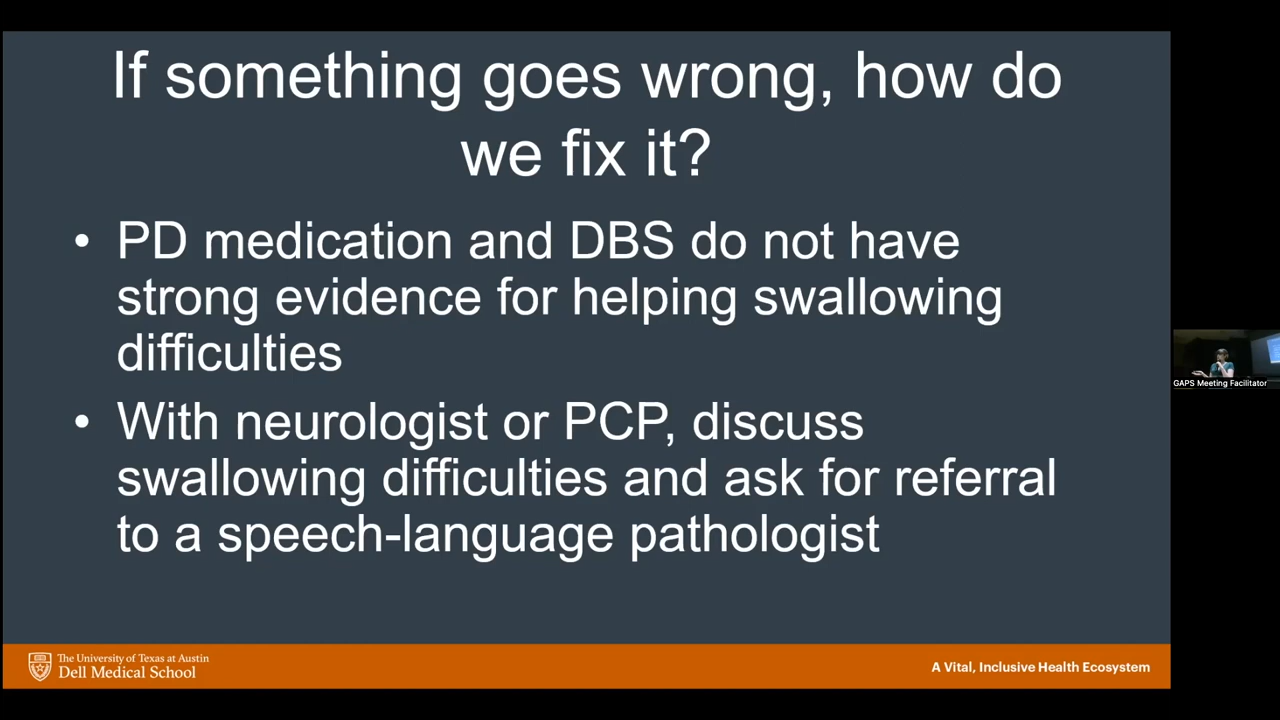 If something goes wrong, how do
we fix it?
• PD medication and DBS do not have
strong evidence for helping swallowing
difficulties
• With neurologist or PCP, discuss
swallowing difficulties and ask for referral
to a speech-language pathologist
GAPS Meeting Facilitator
The University of Texas at Austin
Dell Medical School
A Vital, Inclusive Health Ecosystem